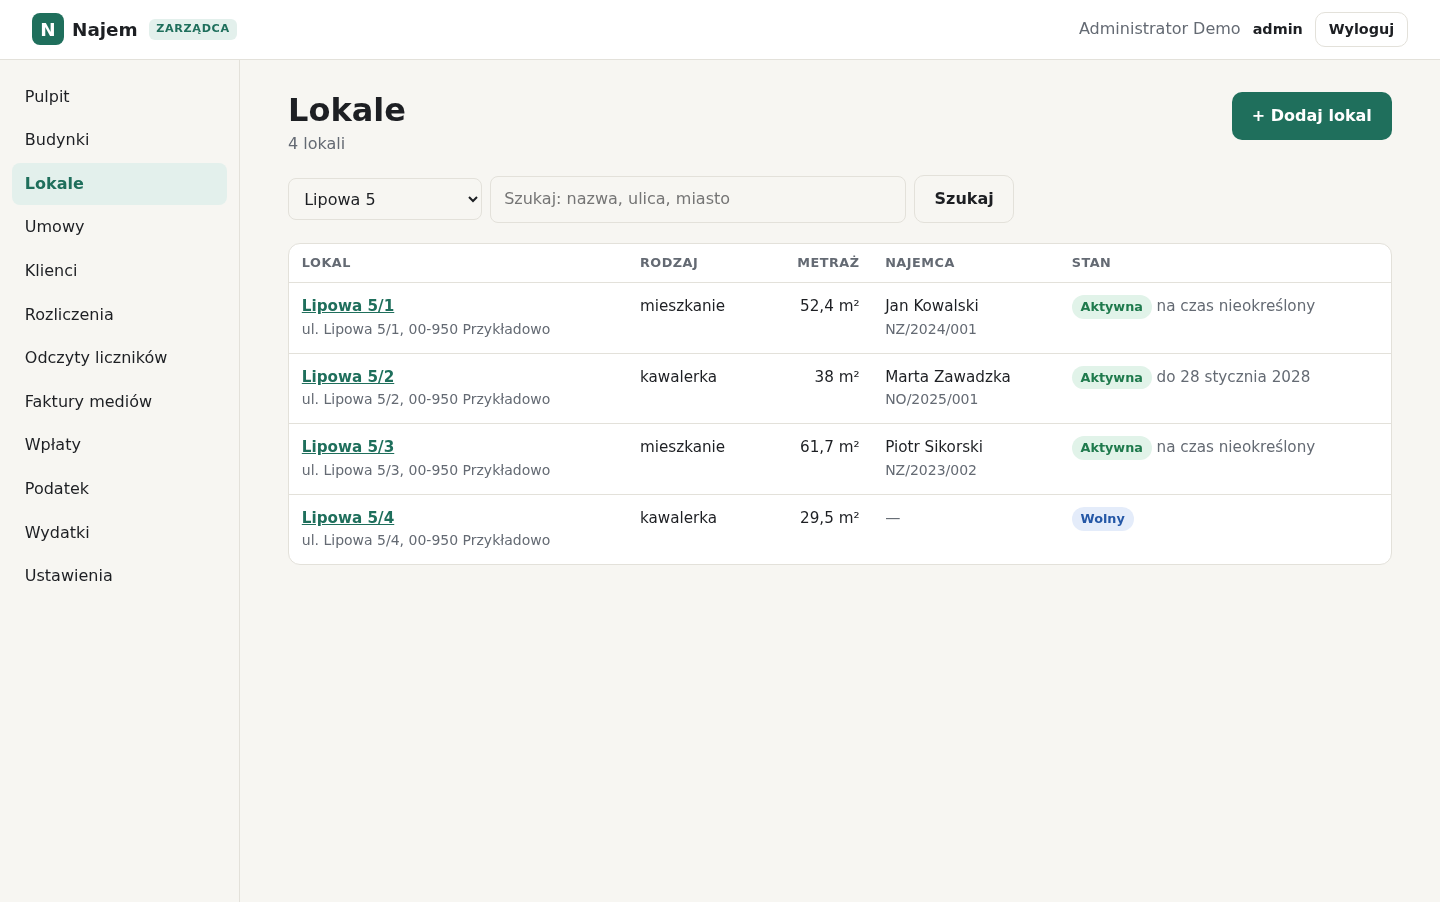 N Najem ZARZĄDCA
Administrator Demo admin Wyloguj
Pulpit
Budynki
Lokale
Umowy
Klienci
Rozliczenia
Odczyty liczników
Faktury mediów
Wpłaty
Podatek
Wydatki
Ustawienia
Lokale
4 lokali
+ Dodaj lokal
Lipowa 5 Szukaj: nazwa, ulica, miasto Szukaj
LOKAL RODZAJ METRAŻ NAJEMCA STAN
Lipowa 5/1 mieszkanie 52,4 m² Jan Kowalski Aktywna na czas nieokreślony
ul. Lipowa 5/1, 00-950 Przykładowo NZ/2024/001
Lipowa 5/2 kawalerka 38 m² Marta Zawadzka Aktywna do 28 stycznia 2028
ul. Lipowa 5/2, 00-950 Przykładowo NO/2025/001
Lipowa 5/3 mieszkanie 61,7 m² Piotr Sikorski Aktywna na czas nieokreślony
ul. Lipowa 5/3, 00-950 Przykładowo NZ/2023/002
Lipowa 5/4 kawalerka 29,5 m² — Wolny
ul. Lipowa 5/4, 00-950 Przykładowo